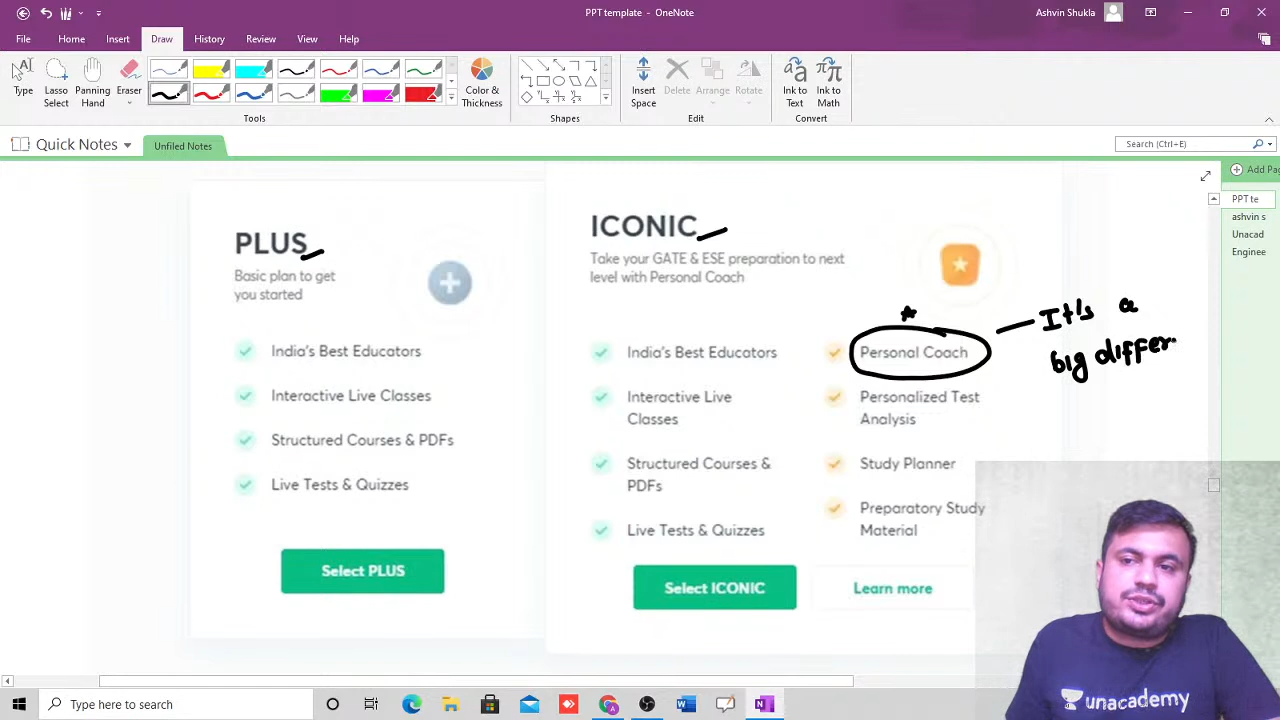 PPT template - OneNote
Ashvin Shukla
File Home Insert Draw History Review View Help
Type
Lasso Select
Panning Hand
Eraser
Color & Thickness
Insert Space
Delete
Arrange
Rotate
Ink to Text
Ink to Math
Tools
Shapes
Edit
Convert
Quick Notes
Unfiled Notes
Search (Ctrl+E)
Add Pag
PPT te
ashvin s
Unacad
Enginee
PLUS
Basic plan to get
you started
India's Best Educators
Interactive Live Classes
Structured Courses & PDFs
Live Tests & Quizzes
Select PLUS
ICONIC
Take your GATE & ESE preparation to next
level with Personal Coach
India's Best Educators
Interactive Live
Classes
Structured Courses &
PDFs
Live Tests & Quizzes
Personal Coach
Personalized Test
Analysis
Study Planner
Preparatory Study
Material
Select ICONIC
Learn more
It's a
big differ
unacademy
Type here to search